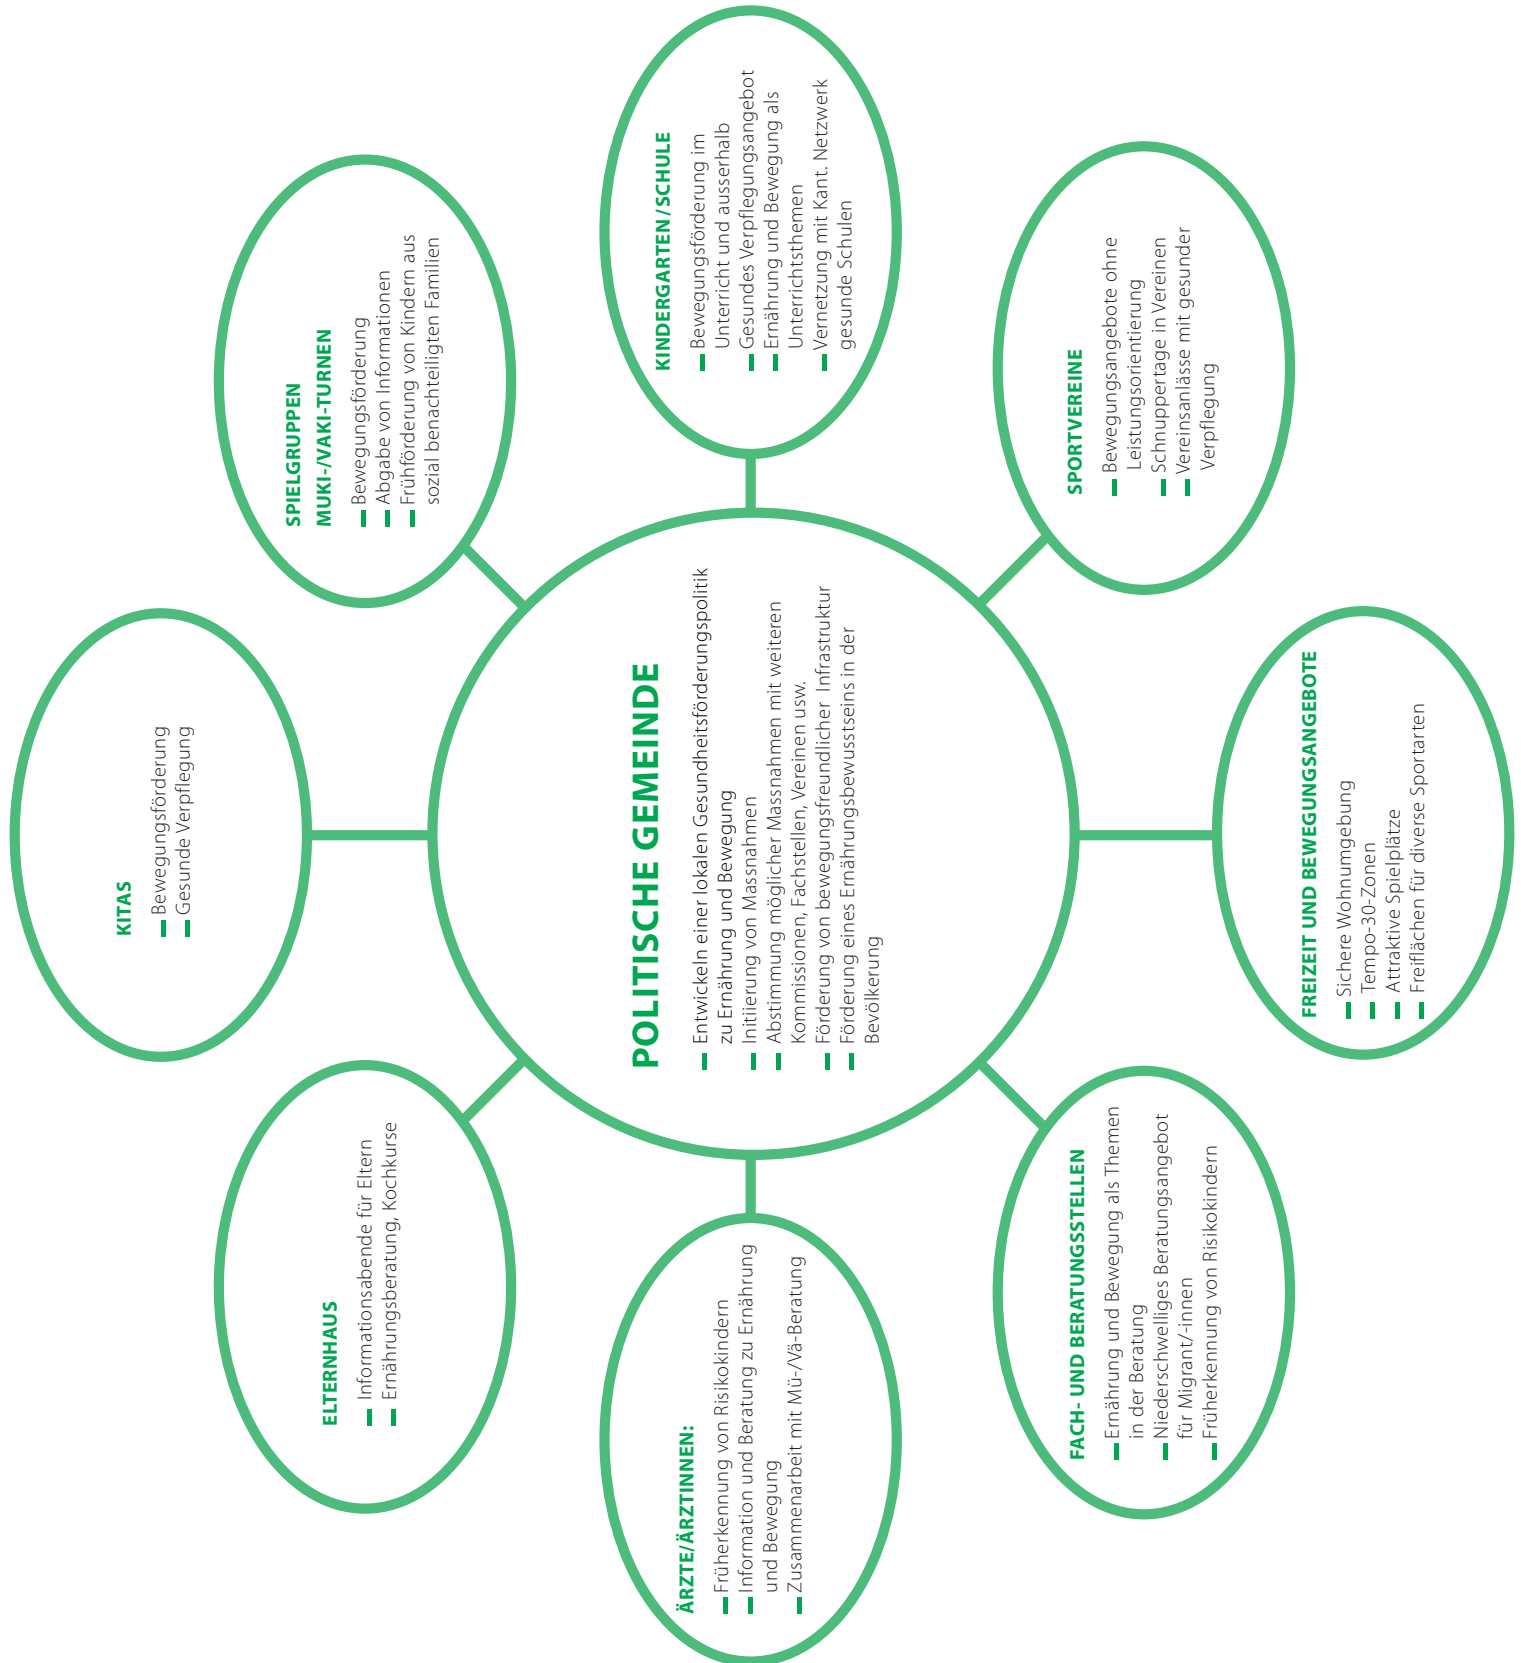 KITAS
Bewegungsförderung
Gesunde Verpflegung
ELTERNHAUS
Informationsabende für Eltern
Ernährungsberatung, Kochkurse
SPIELGRUPPEN
MUKI-/VAKI-TURNEN
Bewegungsförderung
Abgabe von Informationen
Frühförderung von Kindern aus
sozial benachteiligten Familien
ÄRZTE/ÄRZTINNEN:
Früherkennung von Risikokindern
Information und Beratung zu Ernährung
und Bewegung
Zusammenarbeit mit Mü-/Vä-Beratung
POLITISCHE GEMEINDE
Entwickeln einer lokalen Gesundheitsförderungspolitik
zu Ernährung und Bewegung
Initiierung von Massnahmen
Abstimmung möglicher Massnahmen mit weiteren
Kommissionen, Fachstellen, Vereinen usw.
Förderung von bewegungsfreundlicher Infrastruktur
Förderung eines Ernährungsbewusstseins in der
Bevölkerung
KINDERGARTEN/SCHULE
Bewegungsförderung im
Unterricht und ausserhalb
Gesundes Verpflegungsangebot
Ernährung und Bewegung als
Unterrichtsthemen
Vernetzung mit Kant. Netzwerk
gesunde Schulen
FACH- UND BERATUNGSSTELLEN
Ernährung und Bewegung als Themen
in der Beratung
Niederschwelliges Beratungsangebot
für Migrant/-innen
Früherkennung von Risikokindern
SPORTVEREINE
Bewegungsangebote ohne
Leistungsorientierung
Schnuppertage in Vereinen
Vereinsanlässe mit gesunder
Verpflegung
FREIZEIT UND BEWEGUNGSANGEBOTE
Sichere Wohnumgebung
Tempo-30-Zonen
Attraktive Spielplätze
Freiflächen für diverse Sportarten